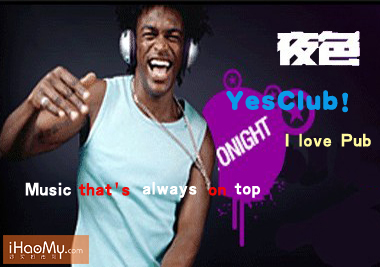 夜色
YesClub!
I love Pub
ONIGHT
Music that's always on top
iHaoMy.com